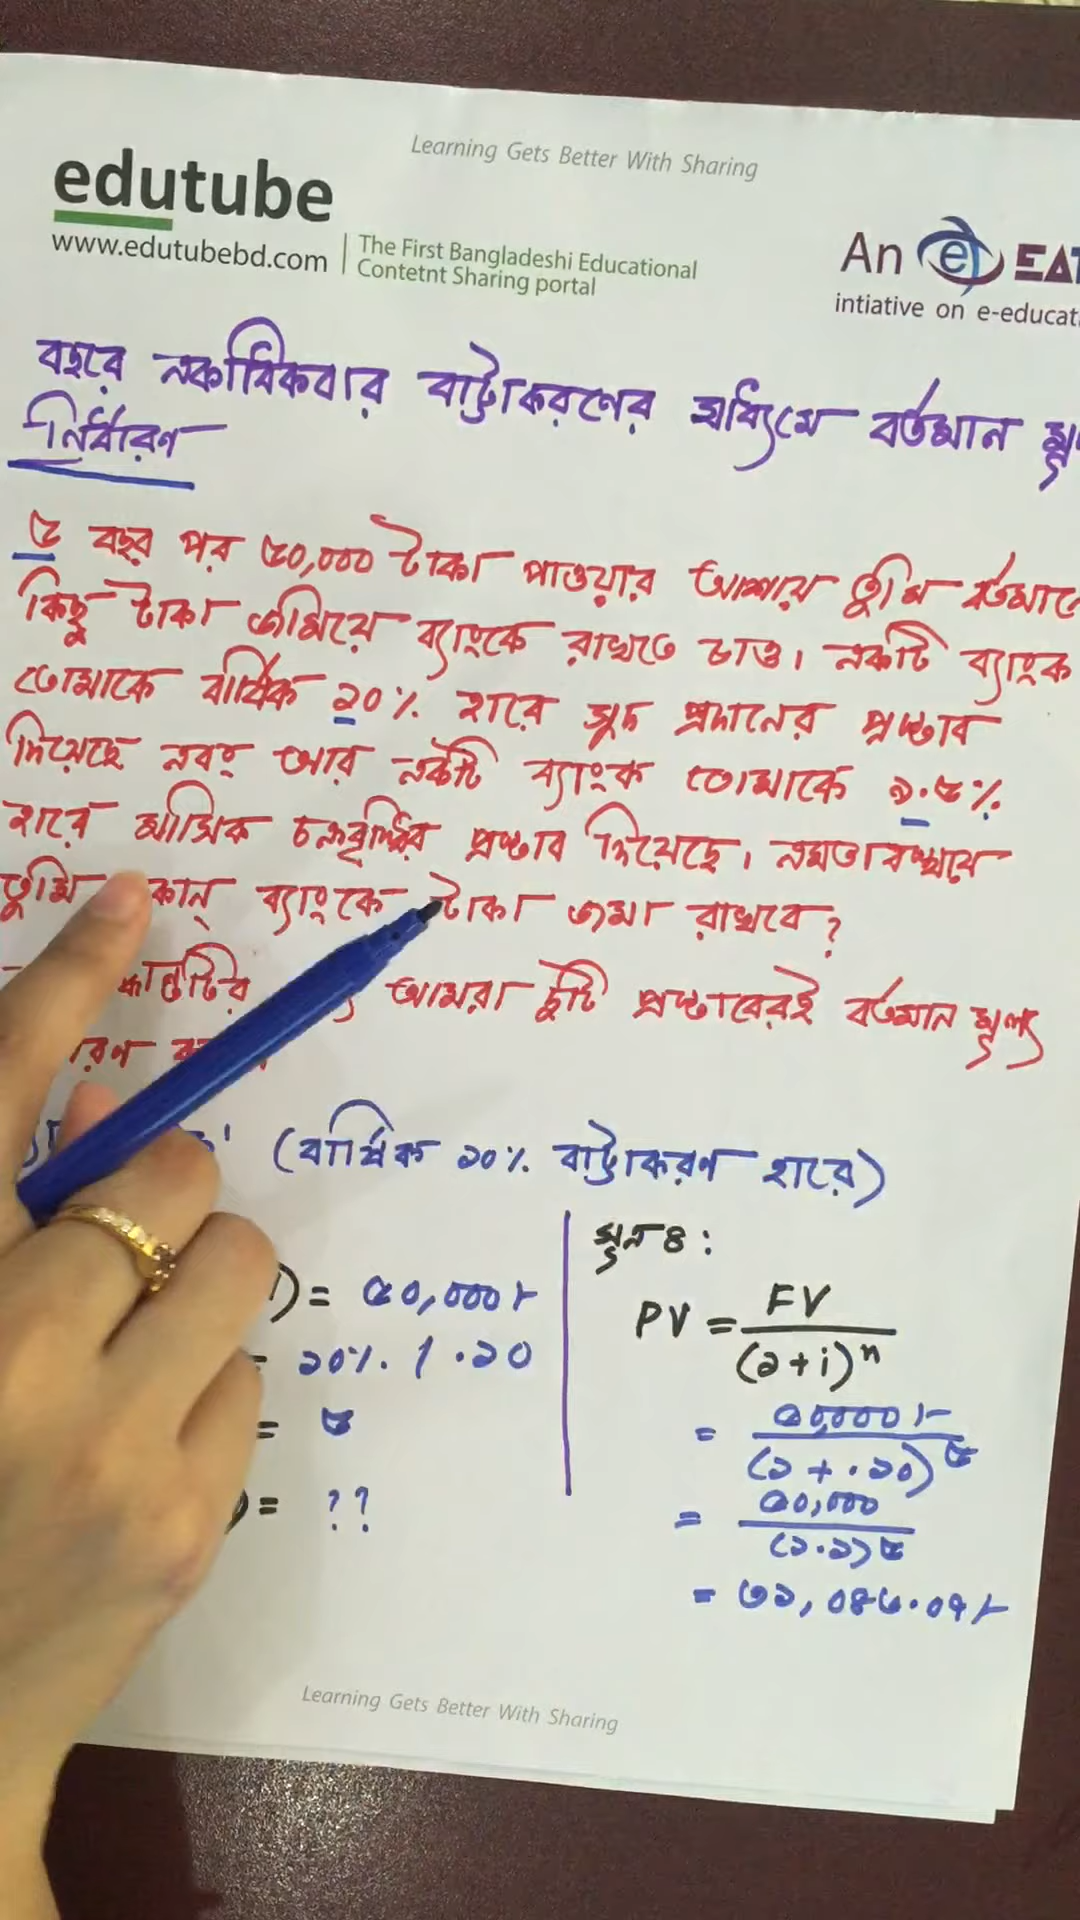 Learning Gets Better With Sharing
edutube
www.edutubebd.com
The First Bangladeshi Educational
Contetnt Sharing portal
An e
intiative on e-educat
বছরে একাধিকবার বাট্টাকরণের মাধ্যমে বর্তমান
নির্ধারণ
৫ বছর পর ৫০,০০০ টাকা পাওয়ার আশায় তুমি বর্তমানে
কিছু টাকা জমিয়ে ব্যাংকে রাখতে চাও। একটি ব্যাংক
তোমাকে বার্ষিক ১০% হারে সুদ প্রদানের প্রস্তাব
দিয়েছে এবং আর একটি ব্যাংক তোমাকে ৯.৫%
হারে মাসিক চক্রবৃদ্ধির প্রস্তাব দিয়েছে। এমতাবস্থায়
তুমি কোন্ ব্যাংকে টাকা জমা রাখবে?
আমরা দুটি প্রস্তাবেরই বর্তমান মূল্য
(বার্ষিক ১০% বাট্টাকরণ হারে)
) = ৫০,০০০/-
= ১০% / .১০
= ৫
) = ??
সূত্র ৪:
PV = FV / (১+i)^n
= ৫০,০০০/- / (১ + .১০)^৫
= ৫০,০০০ / (১.১)^৫
= ৩১,০৪৬.০৭/-
Learning Gets Better With Sharing